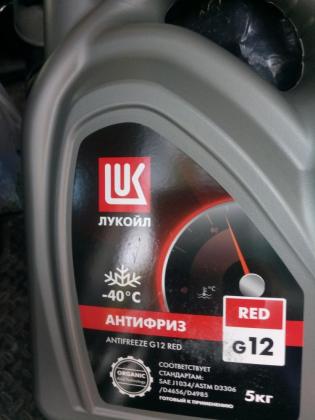 LUK
ЛУКОЙЛ
-40°C
°C
АНТИФРИЗ
ANTIFREEZE G12 RED
RED
G12
ORGANIC
СООТВЕТСТВУЕТ
СТАНДАРТАМ:
SAE J1034/ASTM D3306
/D4656/D4985
ГОТОВЫЙ К ПРИМЕНЕНИЮ
5кг